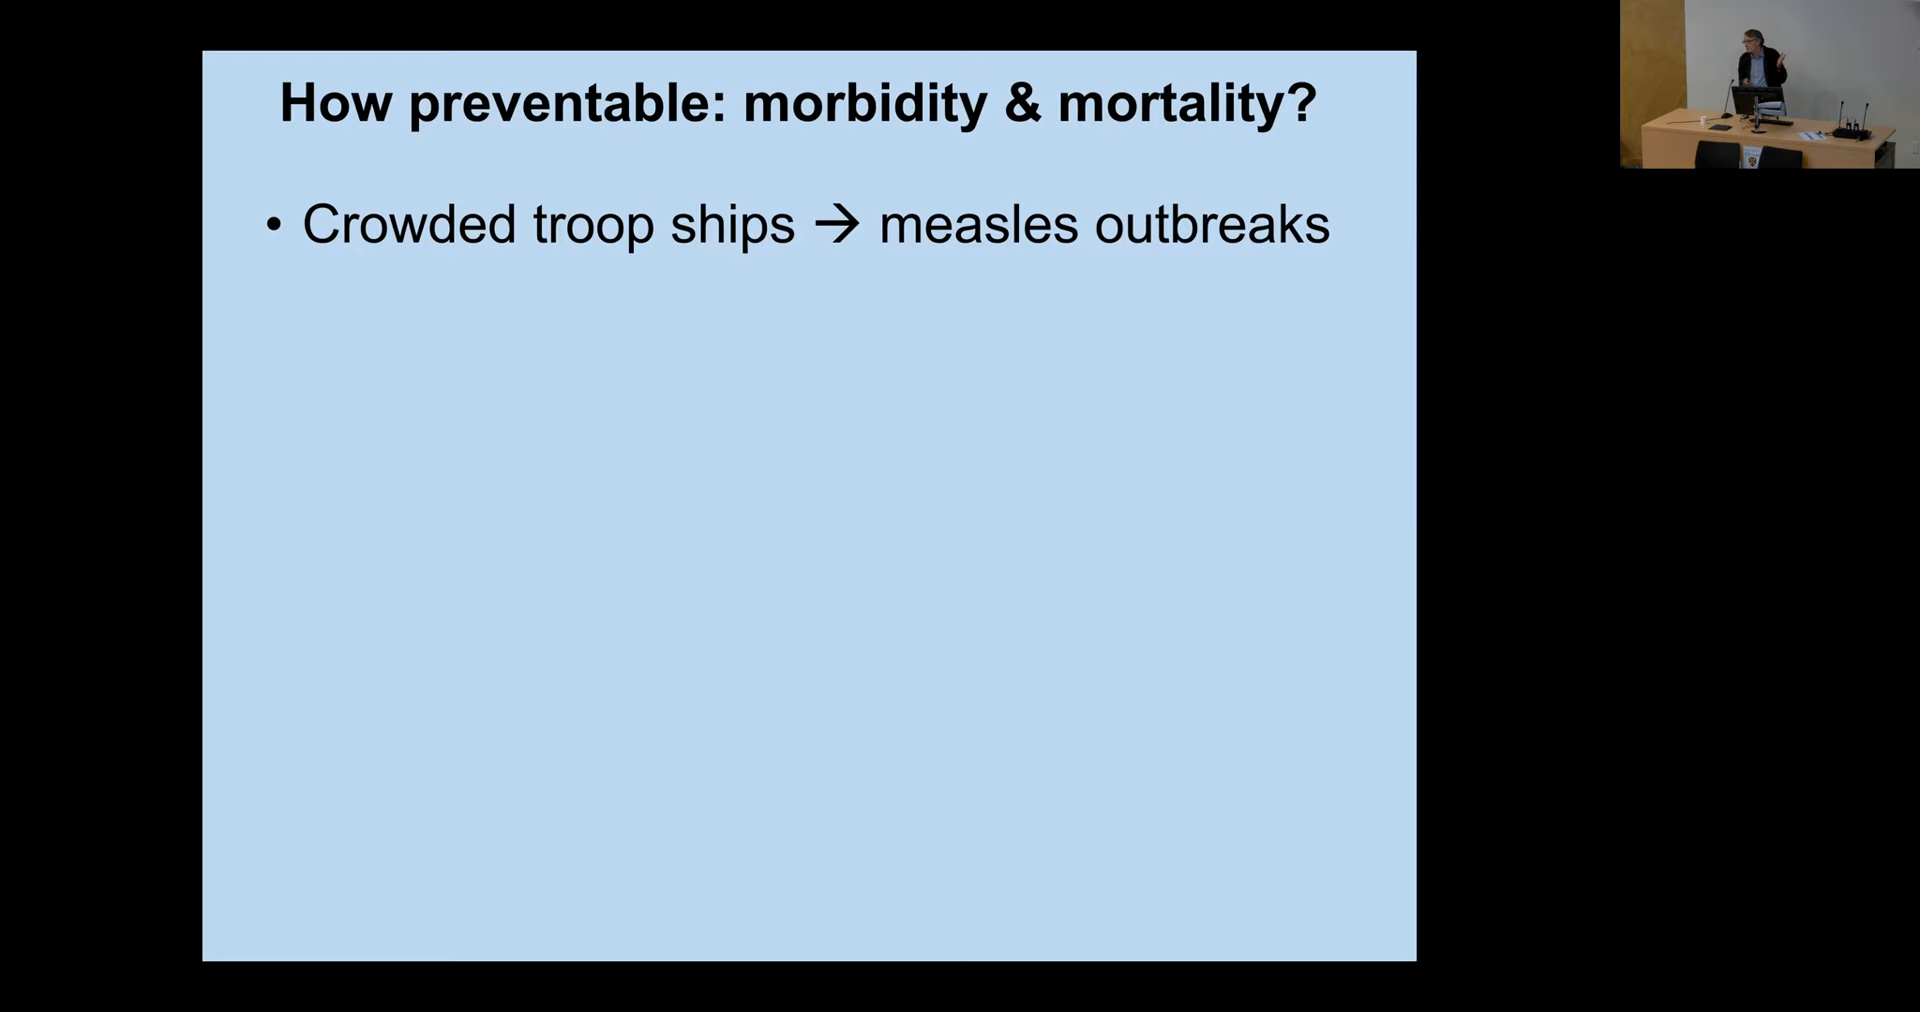 How preventable: morbidity & mortality?
• Crowded troop ships → measles outbreaks